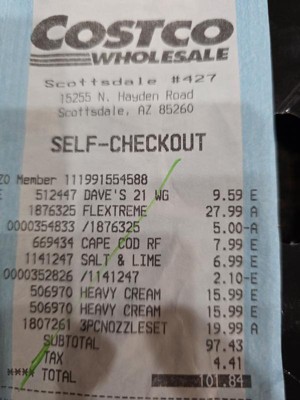 COSTCO
WHOLESALE
Scottsdale #427
15255 N. Hayden Road
Scottsdale, AZ 85260
SELF-CHECKOUT
ZO Member 111991554588
E 512447 DAVE'S 21 WG 9.59 E
1876325 FLEXTREME 27.99 A
0000354833 /1876325 5.00-A
669434 CAPE COD RF 7.99 E
1141247 SALT & LIME 6.99 E
0000352826 /1141247 2.10-E
506970 HEAVY CREAM 15.99 E
506970 HEAVY CREAM 15.99 E
1807261 3PCNOZZLESET 19.99 A
SUBTOTAL 97.43
TAX 4.41
**** TOTAL 101.84